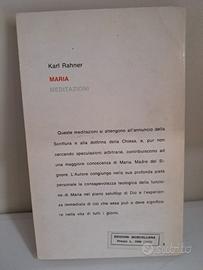 Karl Rahner
MARIA
MEDITAZIONI
Queste meditazioni si attengono all'annuncio della
Scrittura e alla dottrina della Chiesa, e, pur non
cercando speculazioni arbitrarie, contribuiscono ad
una maggiore conoscenza di Maria, Madre del Si-
gnore. L'Autore congiunge nella sua profonda pietà
personale la consapevolezza teologica della funzio-
ne di Maria nel piano salvifico di Dio e l'esperien-
za immediata di ciò che essa può e deve significa-
re nella vita di tutti i giorni.
EDITRICE MORCELLIANA
Prezzo L.
subito